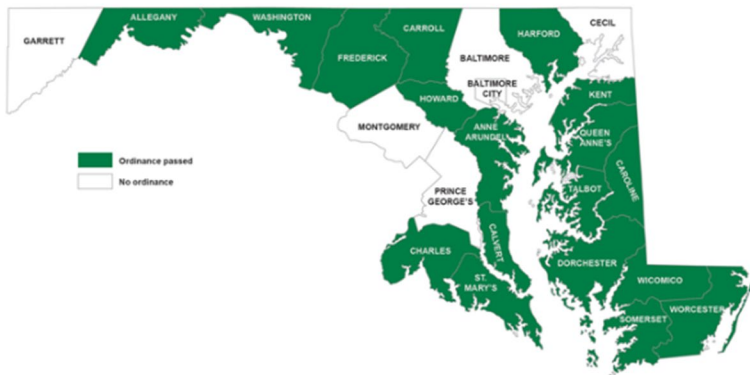 ALLEGANY
WASHINGTON
GARRETT
FREDERICK
CARROLL
HARFORD
CECIL
BALTIMORE
BALTIMORE
CITY
HOWARD
KENT
MONTGOMERY
ANNE
ARUNDEL
QUEEN
ANNE'S
Ordinance passed
No ordinance
PRINCE
GEORGE'S
TALBOT
CAROLINE
CALVERT
CHARLES
ST.
MARY'S
DORCHESTER
WICOMICO
SOMERSET
WORCESTER